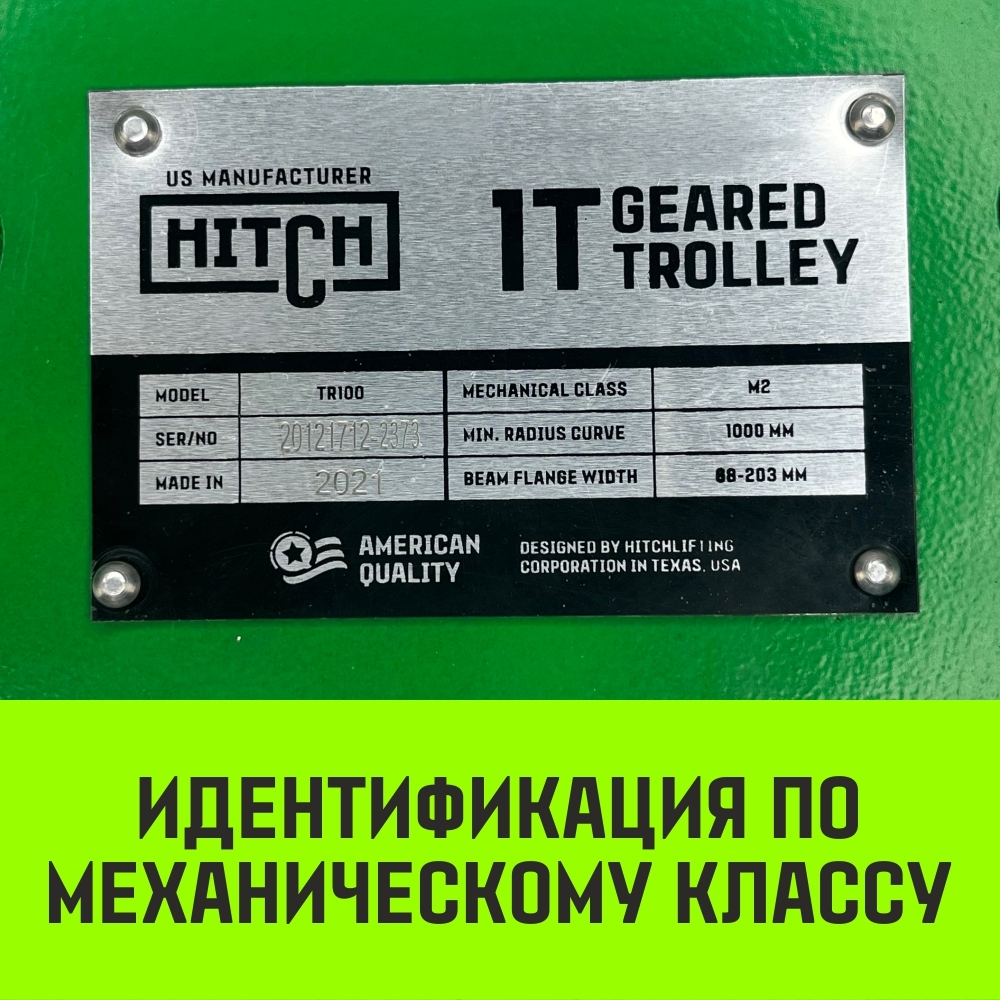 US MANUFACTURER
HITCH
1T GEARED
TROLLEY
MODEL TR100 MECHANICAL CLASS M2
SER/NO 20121712-2373 MIN. RADIUS CURVE 1000 MM
MADE IN 2021 BEAM FLANGE WIDTH 68-203 MM
AMERICAN
QUALITY
DESIGNED BY HITCHLIFTING
CORPORATION IN TEXAS, USA
ИДЕНТИФИКАЦИЯ ПО
МЕХАНИЧЕСКОМУ КЛАССУ